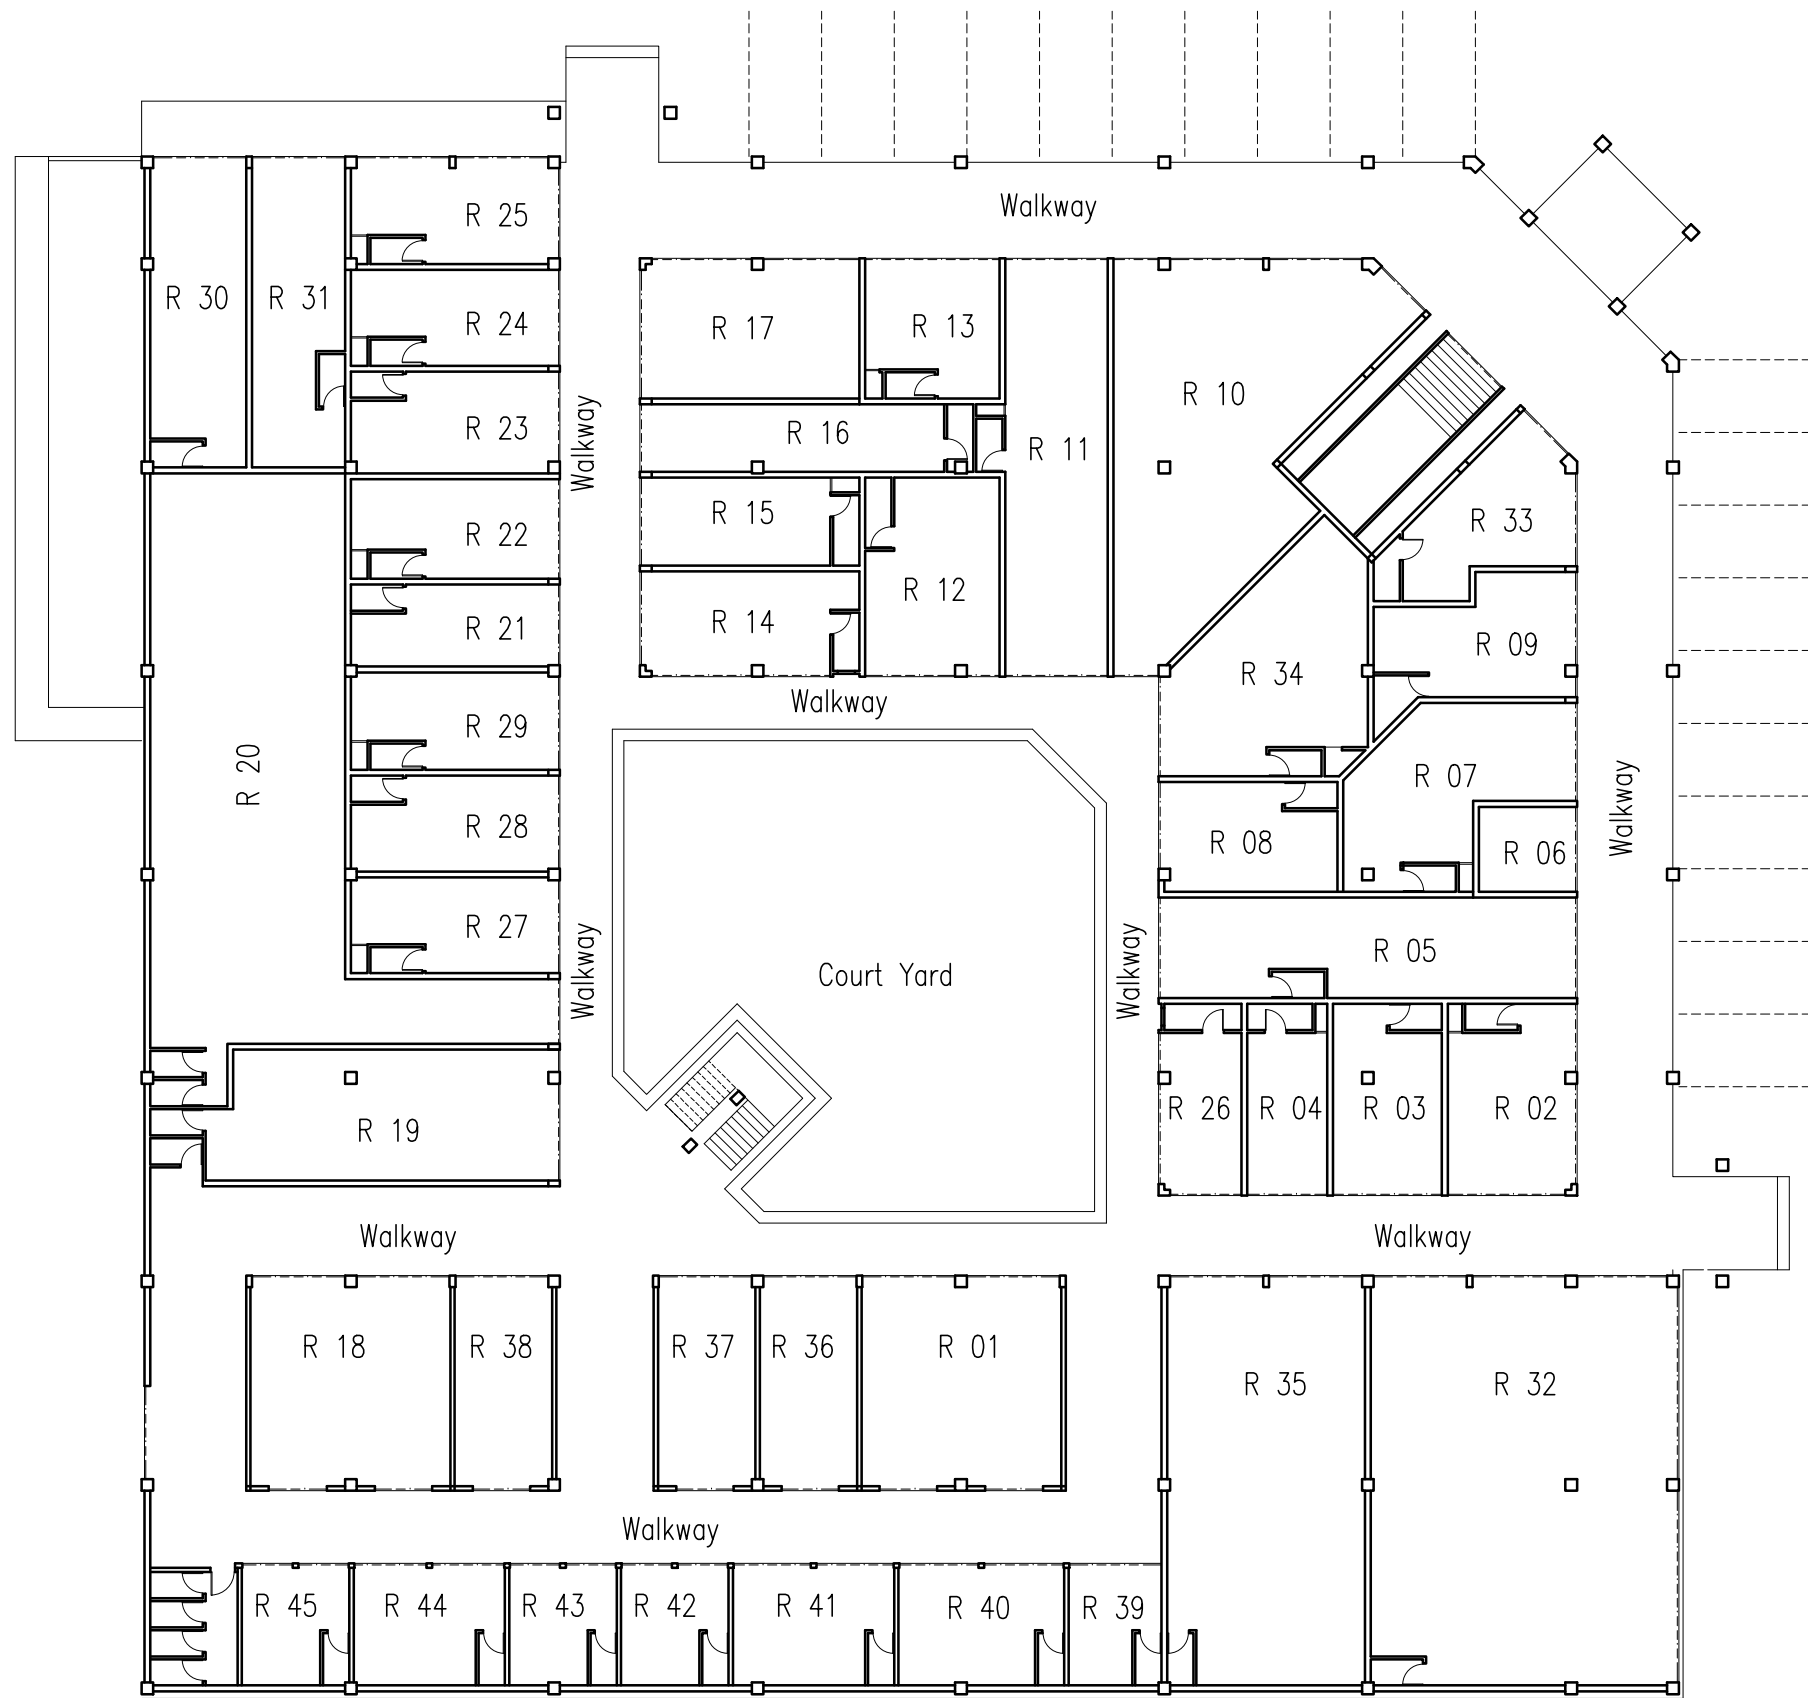 Walkway
R 25
R 30
R 31
R 24
R 17
R 13
R 10
R 23
R 16
R 11
Walkway
R 22
R 15
R 33
R 12
R 21
R 14
R 09
R 34
Walkway
R 29
R 20
R 07
Walkway
R 28
R 08
R 06
R 27
R 05
Walkway
Court Yard
Walkway
R 19
R 26
R 04
R 03
R 02
Walkway
Walkway
R 18
R 38
R 37
R 36
R 01
R 35
R 32
Walkway
R 45
R 44
R 43
R 42
R 41
R 40
R 39